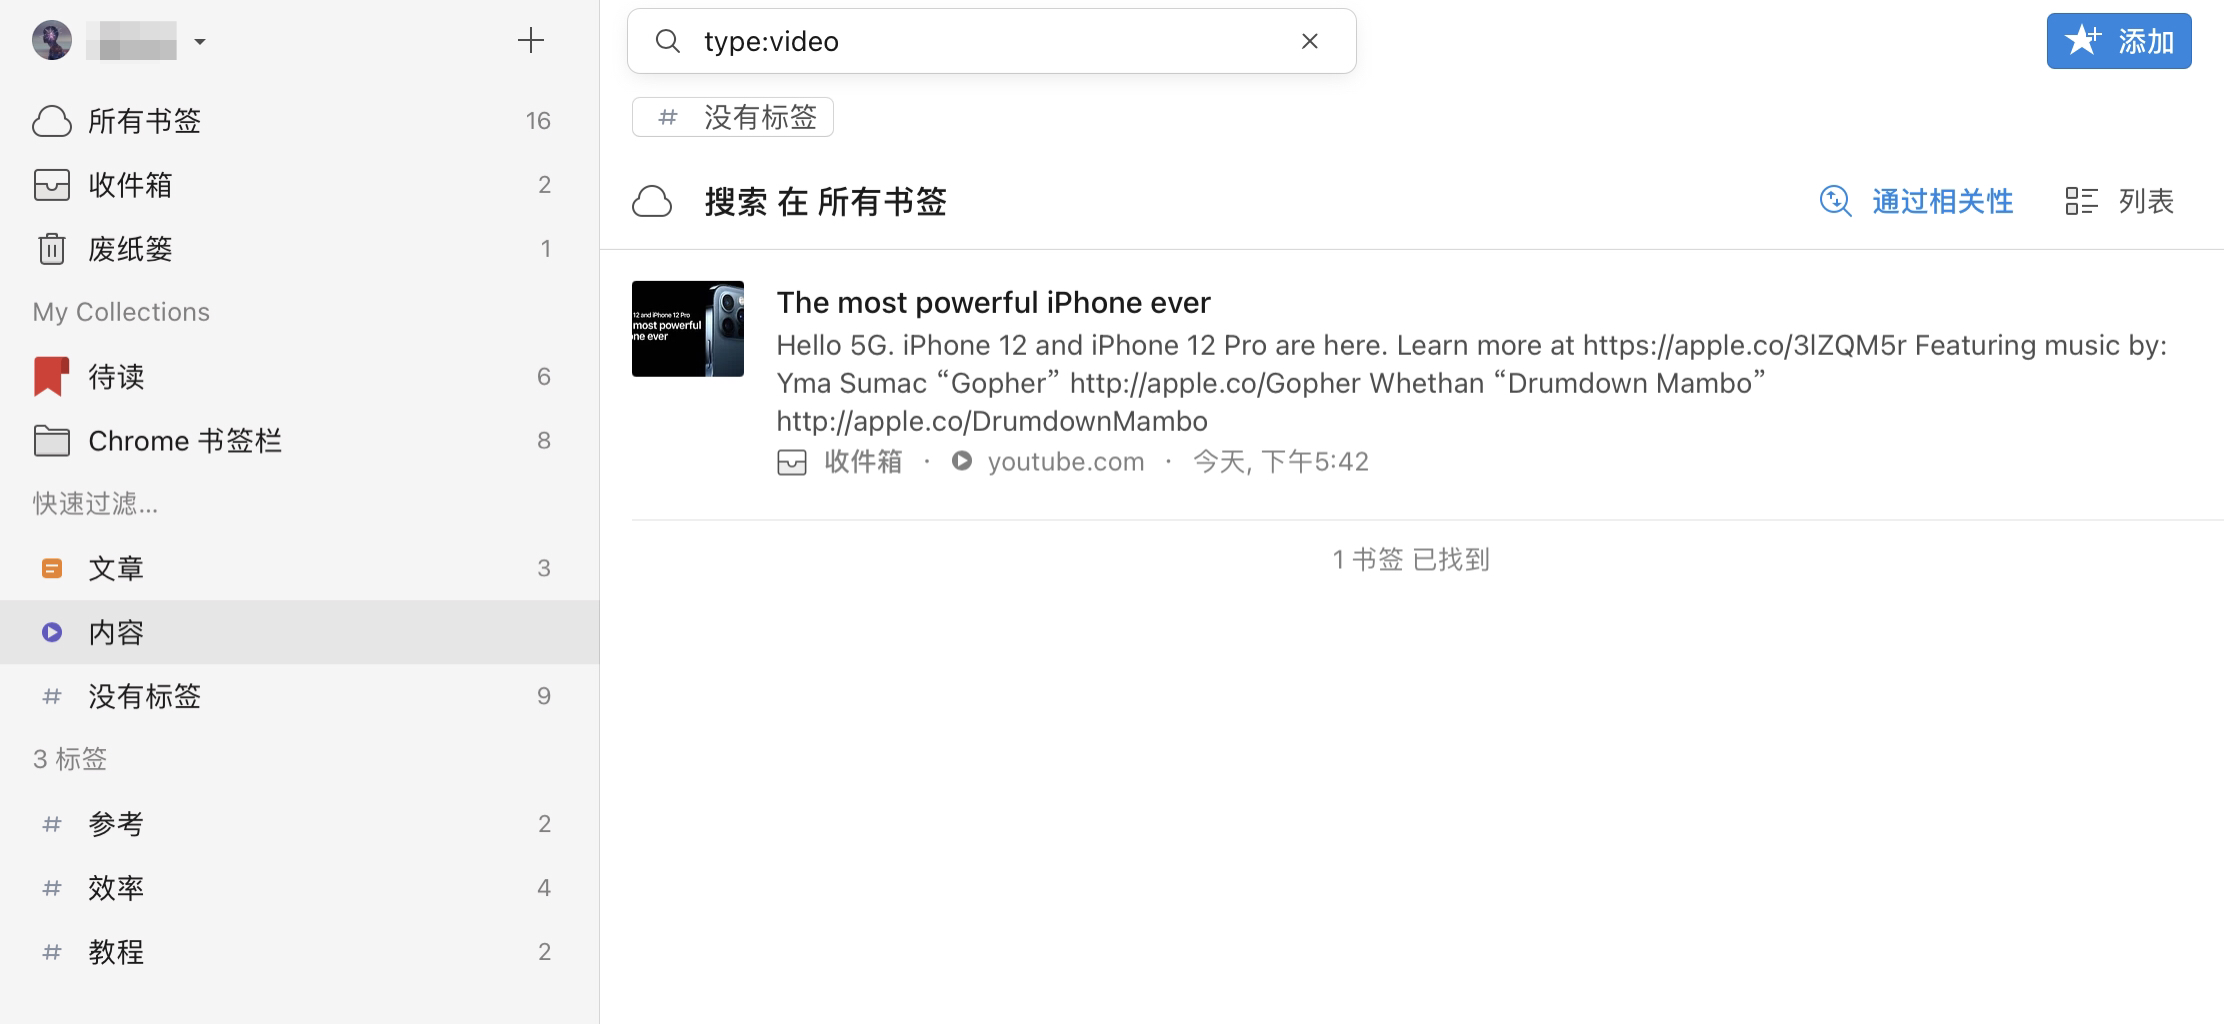 所有书签 16
收件箱 2
废纸篓 1
My Collections
待读 6
Chrome 书签栏 8
快速过滤...
文章 3
内容
# 没有标签 9
3 标签
# 参考 2
# 效率 4
# 教程 2
type:video
添加
# 没有标签
搜索 在 所有书签
通过相关性
列表
12 and iPhone 12 Pro
most powerful
ne ever
The most powerful iPhone ever
Hello 5G. iPhone 12 and iPhone 12 Pro are here. Learn more at https://apple.co/3lZQM5r Featuring music by:
Yma Sumac “Gopher” http://apple.co/Gopher Whethan “Drumdown Mambo”
http://apple.co/DrumdownMambo
收件箱 · youtube.com · 今天, 下午5:42
1 书签 已找到